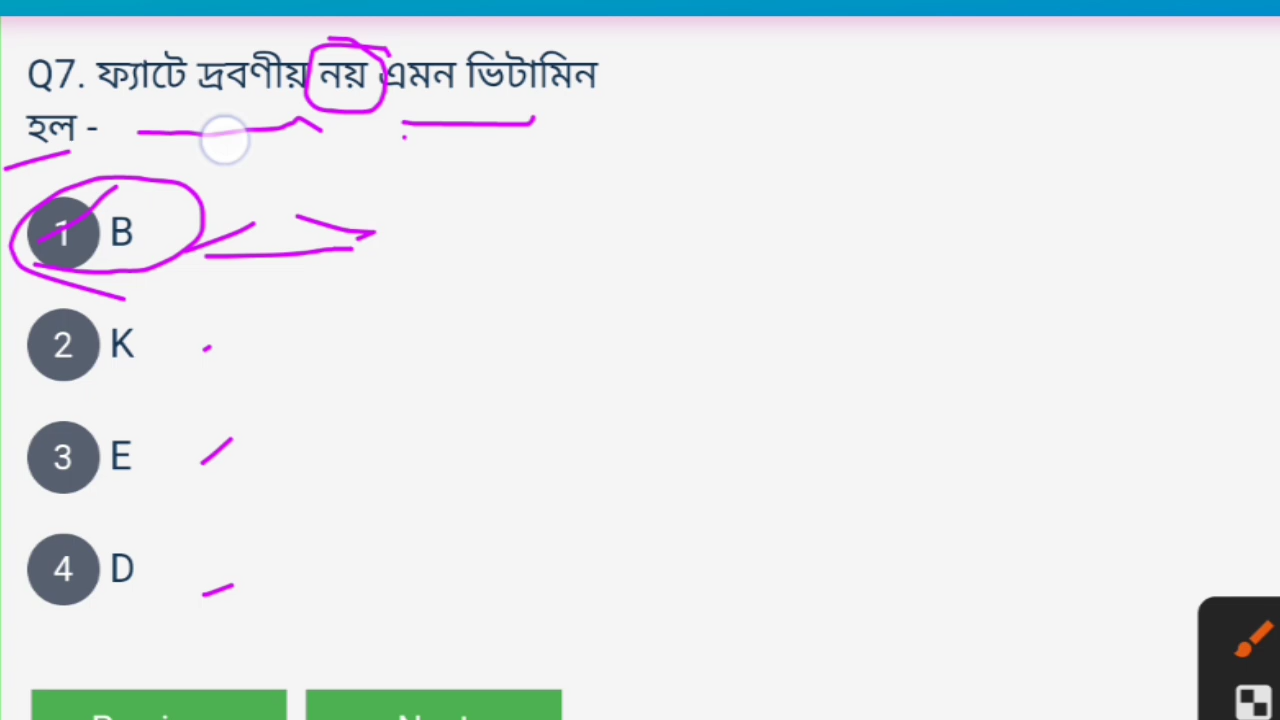 Q7. ফ্যাটে দ্রবণীয় নয় এমন ভিটামিন
হল -
1 B
2 K
3 E
4 D